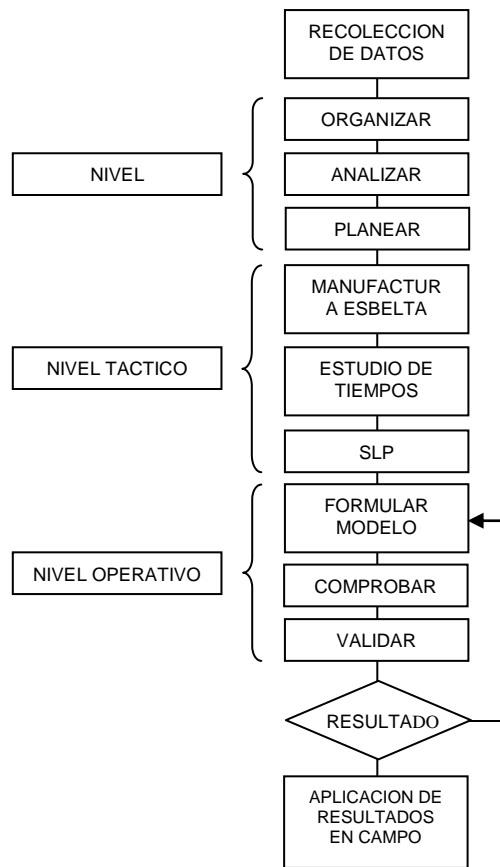 RECOLECCION
DE DATOS
ORGANIZAR
NIVEL
ANALIZAR
PLANEAR
MANUFACTUR
A ESBELTA
NIVEL TACTICO
ESTUDIO DE
TIEMPOS
SLP
FORMULAR
MODELO
NIVEL OPERATIVO
COMPROBAR
VALIDAR
RESULTADO
APLICACION DE
RESULTADOS
EN CAMPO